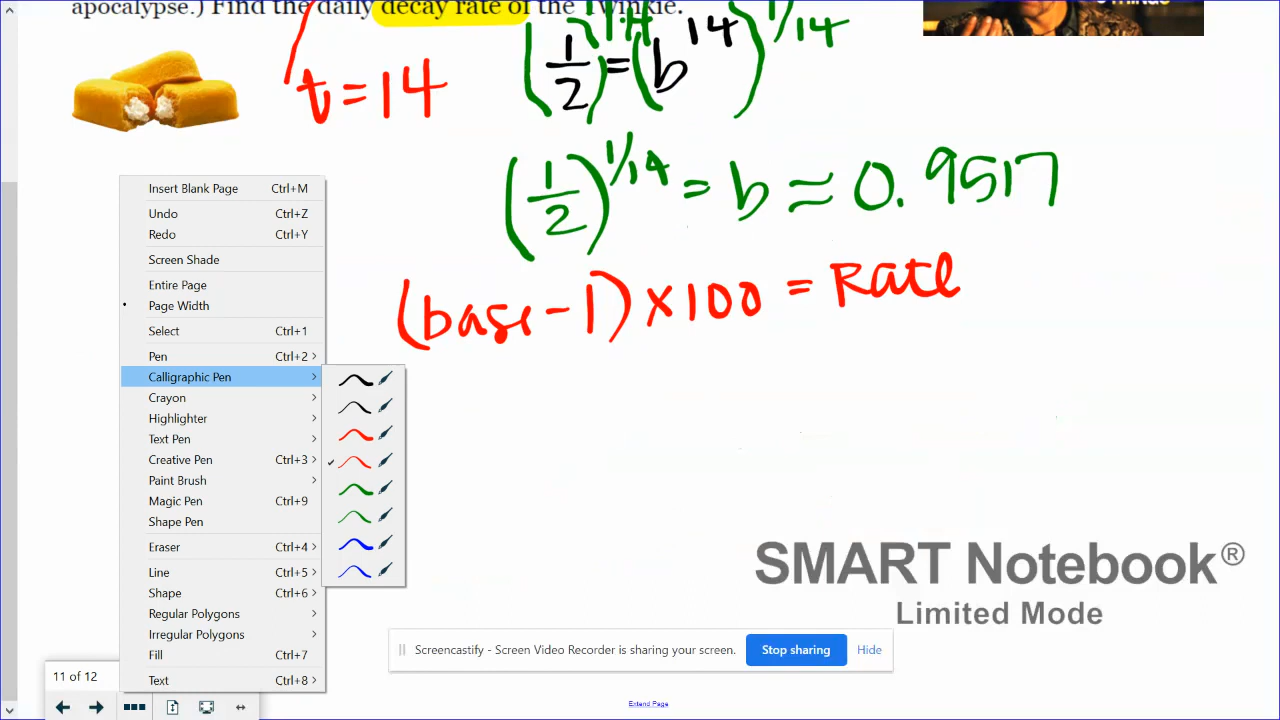 apocalypse.) Find the daily decay rate of the Twinkie.
t = 14
(1/2)^(1/14) = (b^14)^(1/14)
(1/2)^(1/14) = b ≈ 0.9517
(base - 1) × 100 = Rate
Insert Blank Page Ctrl+M
Undo Ctrl+Z
Redo Ctrl+Y
Screen Shade
Entire Page
Page Width
Select Ctrl+1
Pen Ctrl+2
Calligraphic Pen
Crayon
Highlighter
Text Pen
Creative Pen Ctrl+3
Paint Brush
Magic Pen Ctrl+9
Shape Pen
Eraser Ctrl+4
Line Ctrl+5
Shape Ctrl+6
Regular Polygons
Irregular Polygons
Fill Ctrl+7
Text Ctrl+8
SMART Notebook®
Limited Mode
Screencastify - Screen Video Recorder is sharing your screen. Stop sharing Hide
11 of 12
Extend Page